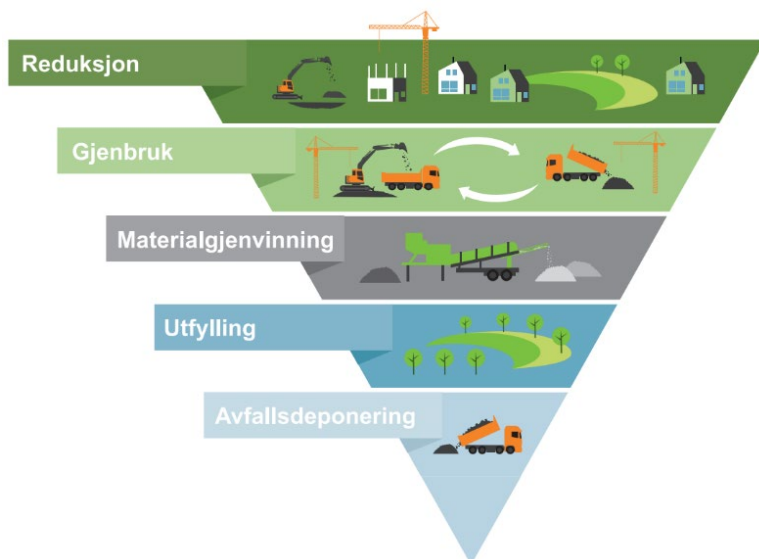 Reduksjon
Gjenbruk
Materialgjenvinning
Utfylling
Avfallsdeponering